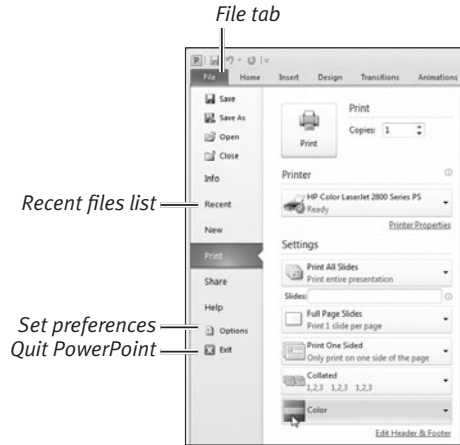 File tab
File Home Insert Design Transitions Animations
Save
Save As
Open
Close
Info
Recent files list
Recent
New
Print
Share
Help
Set preferences
Options
Quit PowerPoint
Exit
Print
Print
Copies: 1
Printer
HP Color LaserJet 2800 Series PS
Ready
Printer Properties
Settings
Print All Slides
Print entire presentation
Slides:
Full Page Slides
Print 1 slide per page
Print One Sided
Only print on one side of the page
Collated
1,2,3 1,2,3 1,2,3
Color
Edit Header & Footer